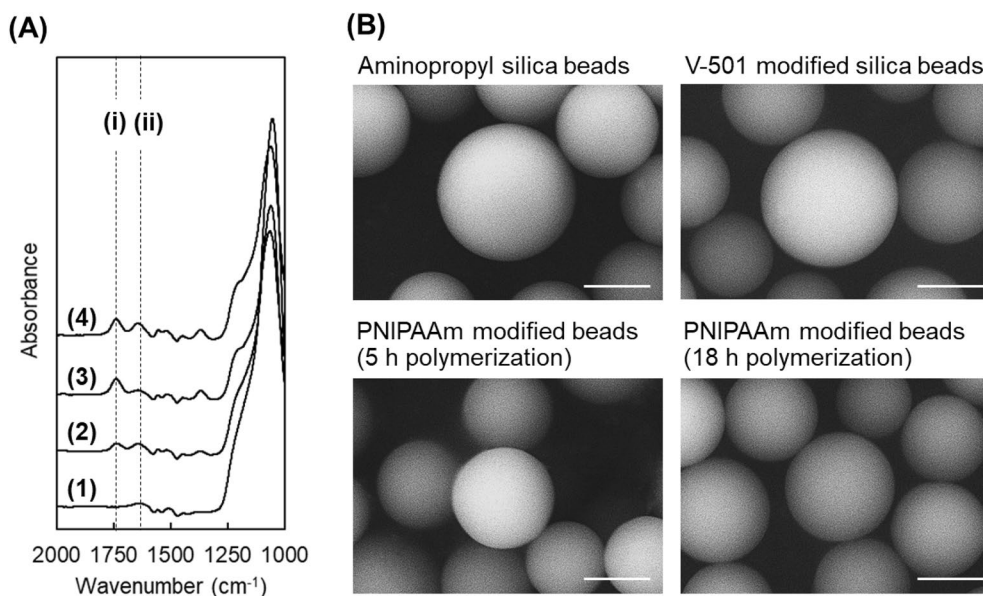 (A)
(i) (ii)
(4)
(3)
(2)
(1)
Absorbance
2000 1750 1500 1250 1000
Wavenumber (cm⁻¹)
(B)
Aminopropyl silica beads
V-501 modified silica beads
PNIPAAm modified beads
(5 h polymerization)
PNIPAAm modified beads
(18 h polymerization)